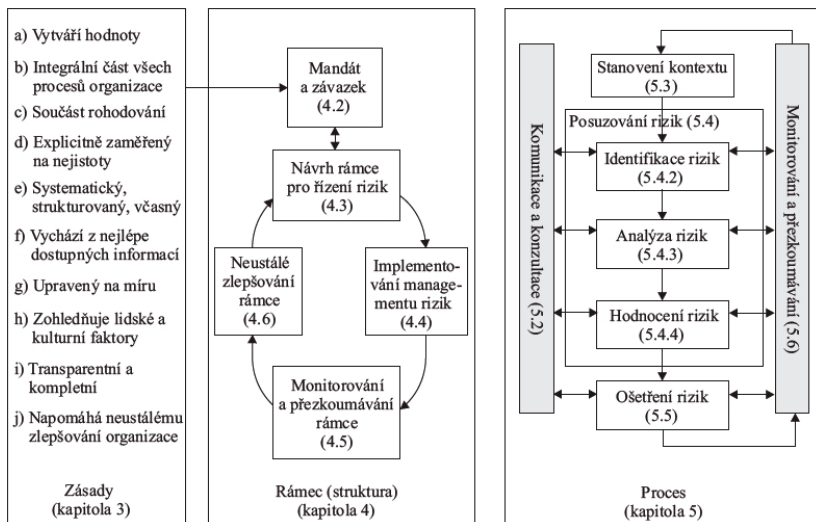 a) Vytváří hodnoty
b) Integrální část všech
procesů organizace
c) Součást rohodování
d) Explicitně zaměřený
na nejistoty
e) Systematický,
strukturovaný, včasný
f) Vychází z nejlépe
dostupných informací
g) Upravený na míru
h) Zohledňuje lidské a
kulturní faktory
i) Transparentní a
kompletní
j) Napomáhá neustálému
zlepšování organizace
Zásady
(kapitola 3)
Mandát
a závazek
(4.2)
Návrh rámce
pro řízení rizik
(4.3)
Neustálé
zlepšování
rámce
(4.6)
Implemento-
vání manage-
mentu rizik
(4.4)
Monitorování
a přezkoumávání
rámce
(4.5)
Rámec (struktura)
(kapitola 4)
Komunikace a konzultace (5.2)
Stanovení kontextu
(5.3)
Posuzování rizik (5.4)
Identifikace rizik
(5.4.2)
Analýza rizik
(5.4.3)
Hodnocení rizik
(5.4.4)
Ošetření rizik
(5.5)
Monitorování a přezkoumávání (5.6)
Proces
(kapitola 5)